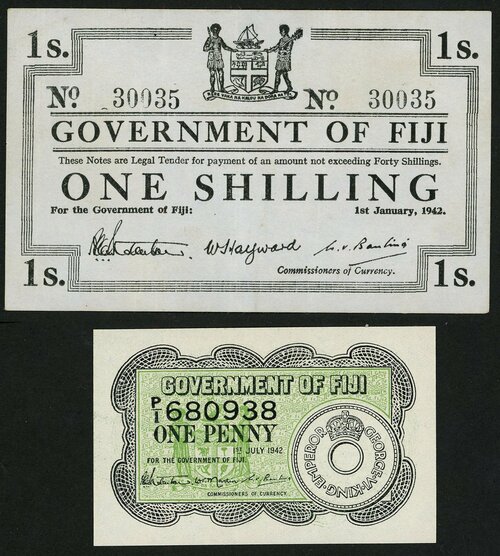 1s. 1s.
Nº 30035 Nº 30035
GOVERNMENT OF FIJI
These Notes are Legal Tender for payment of an amount not exceeding Forty Shillings.
ONE SHILLING
For the Government of Fiji: 1st January, 1942.
W S Hayward
1s. Commissioners of Currency. 1s.
GOVERNMENT OF FIJI
P/1 680938
ONE PENNY
1ST JULY 1942
FOR THE GOVERNMENT OF FIJI
COMMISSIONERS OF CURRENCY
GEORGE·VI·KING·EMPEROR